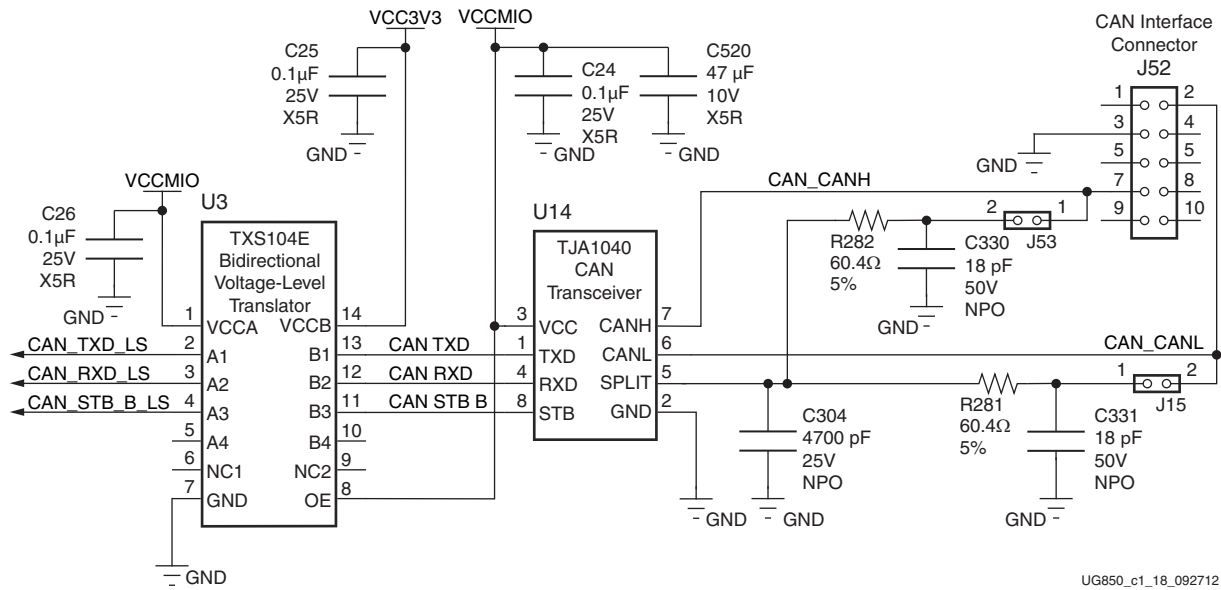 VCC3V3
VCCMIO
CAN Interface
Connector
J52
C25
0.1µF
25V
X5R
GND
C24
0.1µF
25V
X5R
GND
C520
47 µF
10V
X5R
GND
1
2
3
4
5
5
7
8
9
10
GND
VCCMIO
C26
0.1µF
25V
X5R
GND
U3
TXS104E
Bidirectional
Voltage-Level
Translator
1
VCCA
VCCB
14
CAN_TXD_LS
2
A1
B1
13
CAN TXD
CAN_RXD_LS
3
A2
B2
12
CAN RXD
CAN_STB_B_LS
4
A3
B3
11
CAN STB B
5
A4
B4
10
6
NC1
NC2
9
7
GND
OE
8
GND
U14
TJA1040
CAN
Transceiver
3
VCC
CANH
7
1
TXD
CANL
6
4
RXD
SPLIT
5
8
STB
GND
2
GND
CAN_CANH
R282
60.4Ω
5%
C330
18 pF
50V
NPO
GND
2
1
J53
CAN_CANL
C304
4700 pF
25V
NPO
GND
R281
60.4Ω
5%
C331
18 pF
50V
NPO
GND
1
2
J15
UG850_c1_18_092712